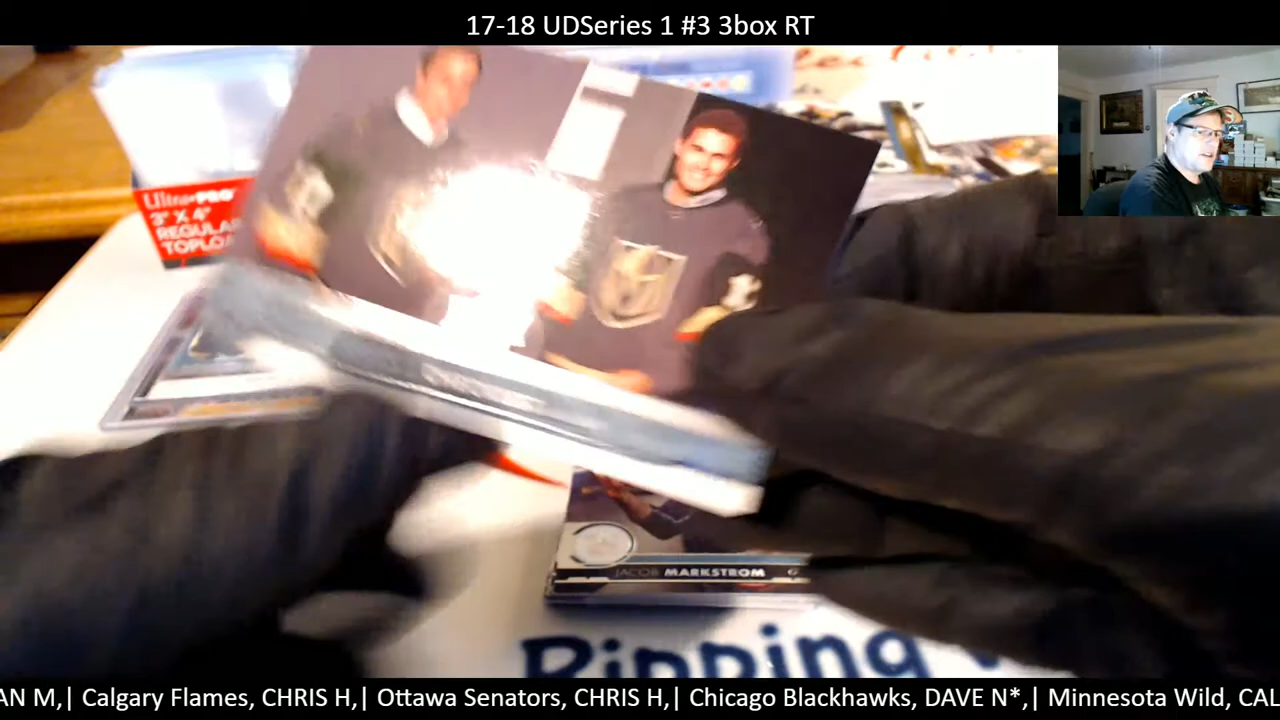 17-18 UDSeries 1 #3 3box RT
Ultra·PRO
3" X 4"
REGULAR
TOPLOA
JACOB MARKSTROM
Ripping
AN M,| Calgary Flames, CHRIS H,| Ottawa Senators, CHRIS H,| Chicago Blackhawks, DAVE N*,| Minnesota Wild, CAL